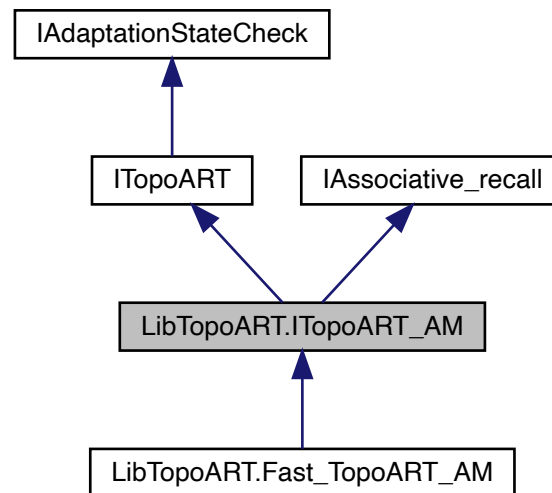 IAdaptationStateCheck
ITopoART
IAssociative_recall
LibTopoART.ITopoART_AM
LibTopoART.Fast_TopoART_AM